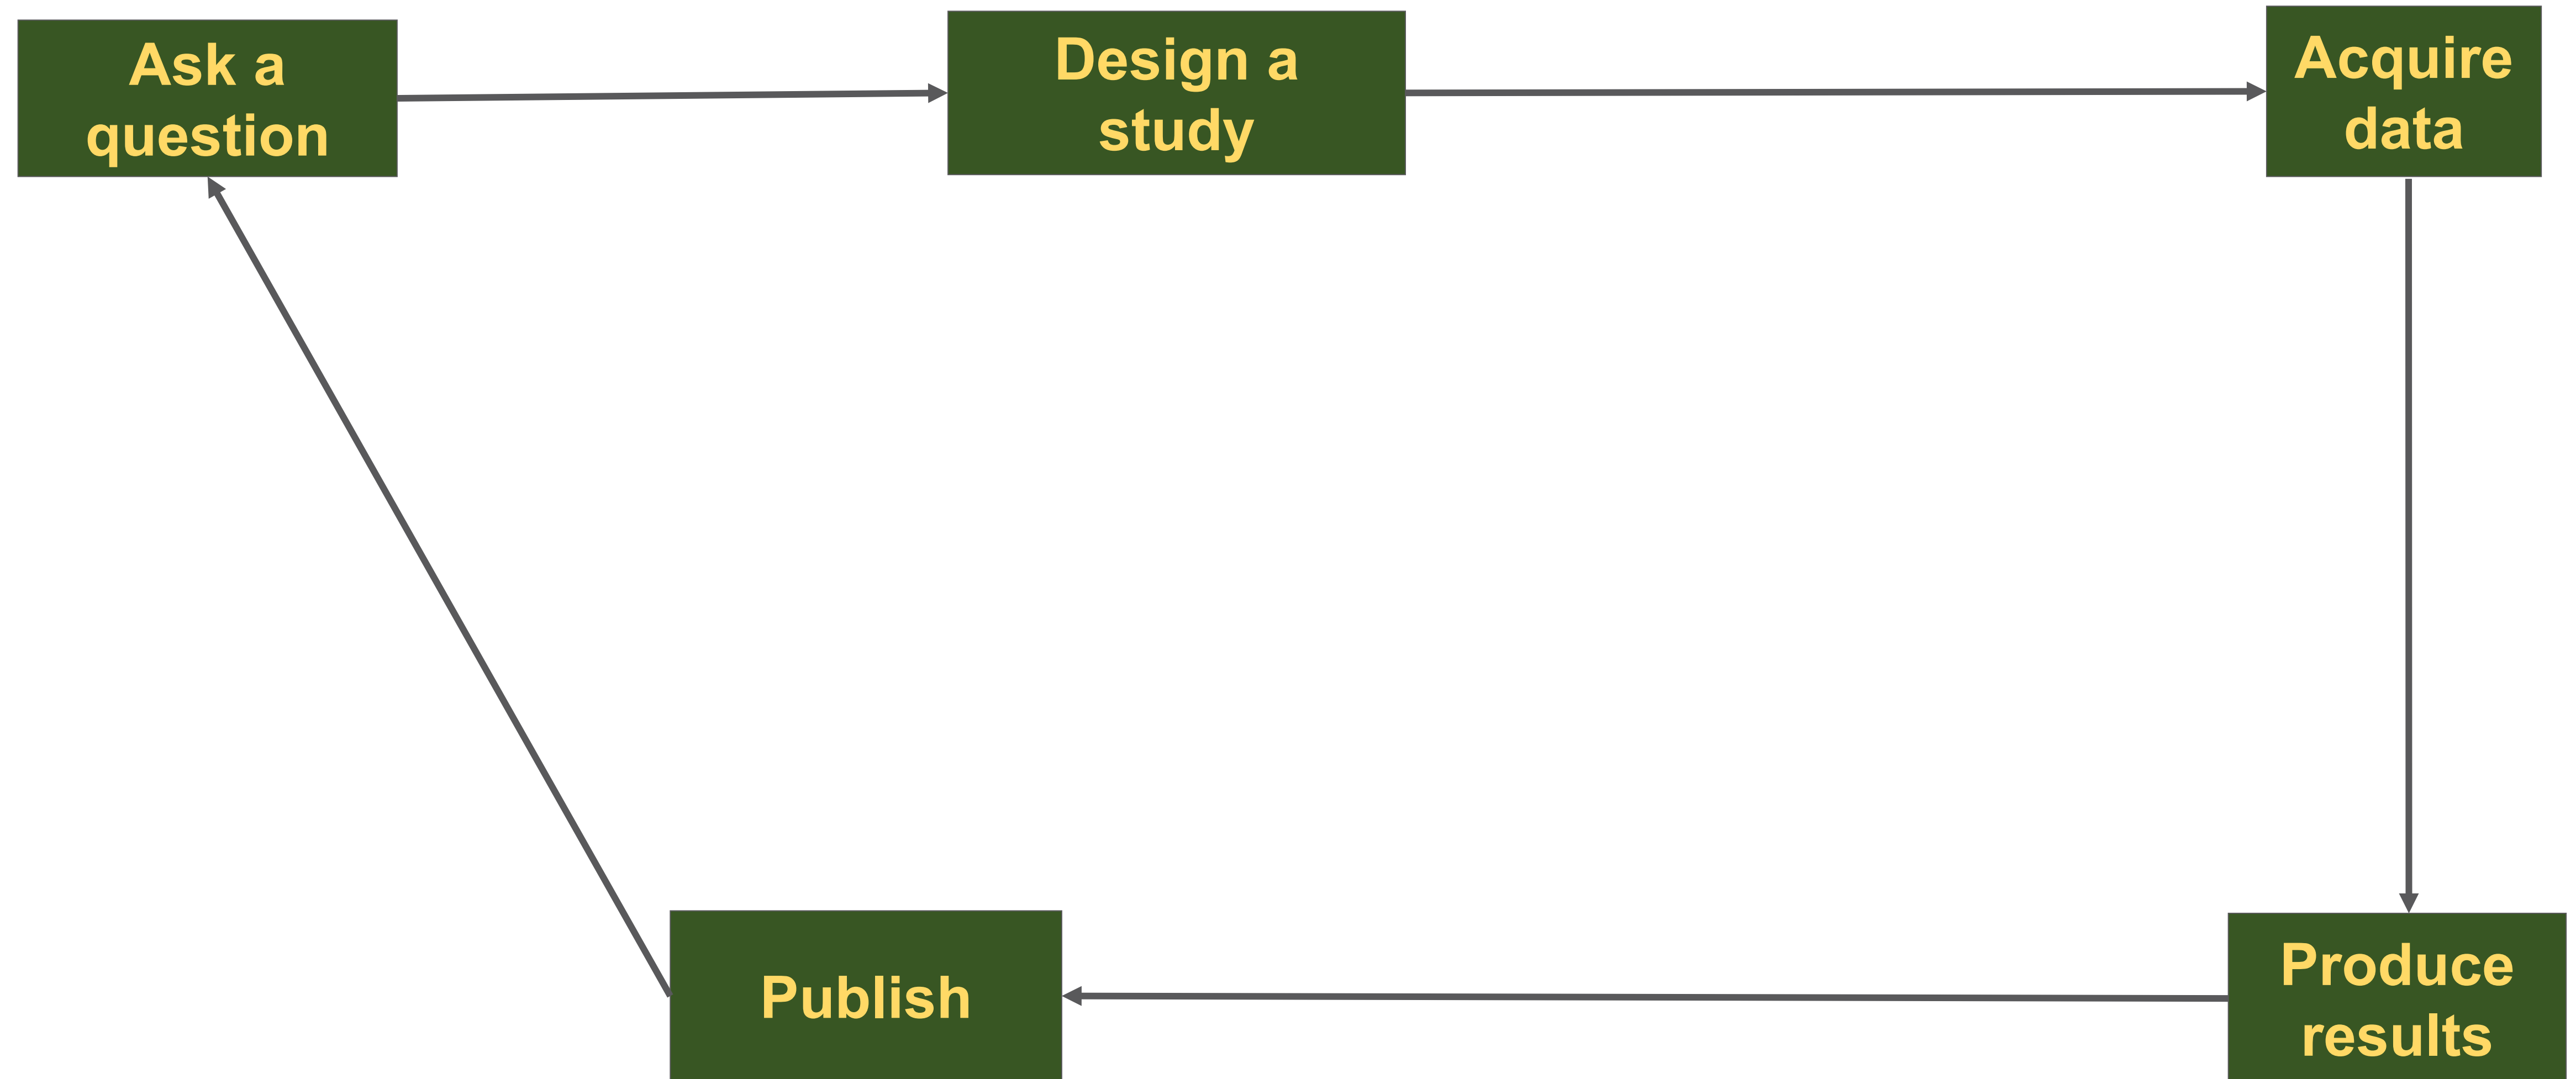 Ask a
question
Design a
study
Acquire
data
Publish
Produce
results